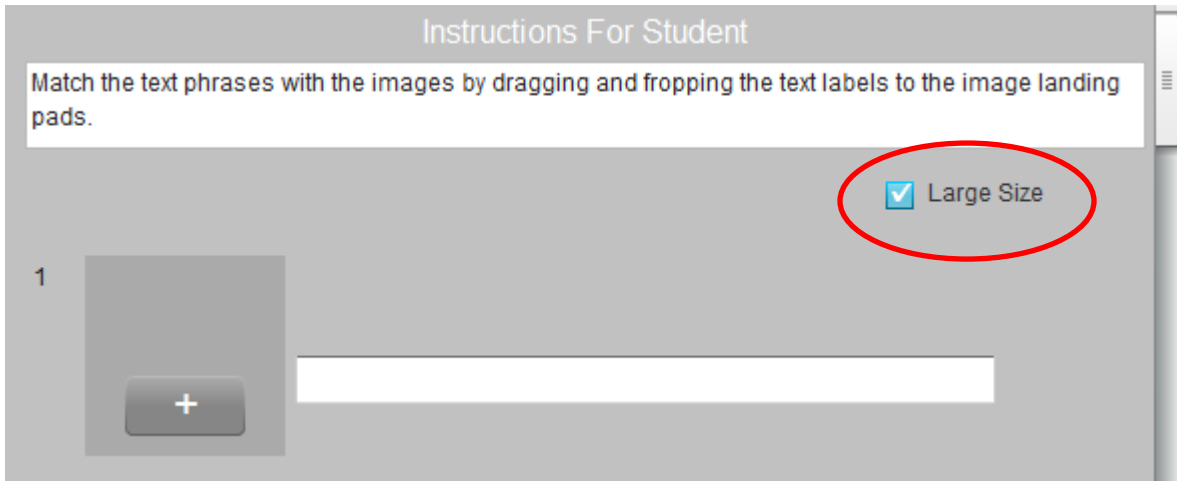 Instructions For Student
Match the text phrases with the images by dragging and fropping the text labels to the image landing
pads.
Large Size
1
+